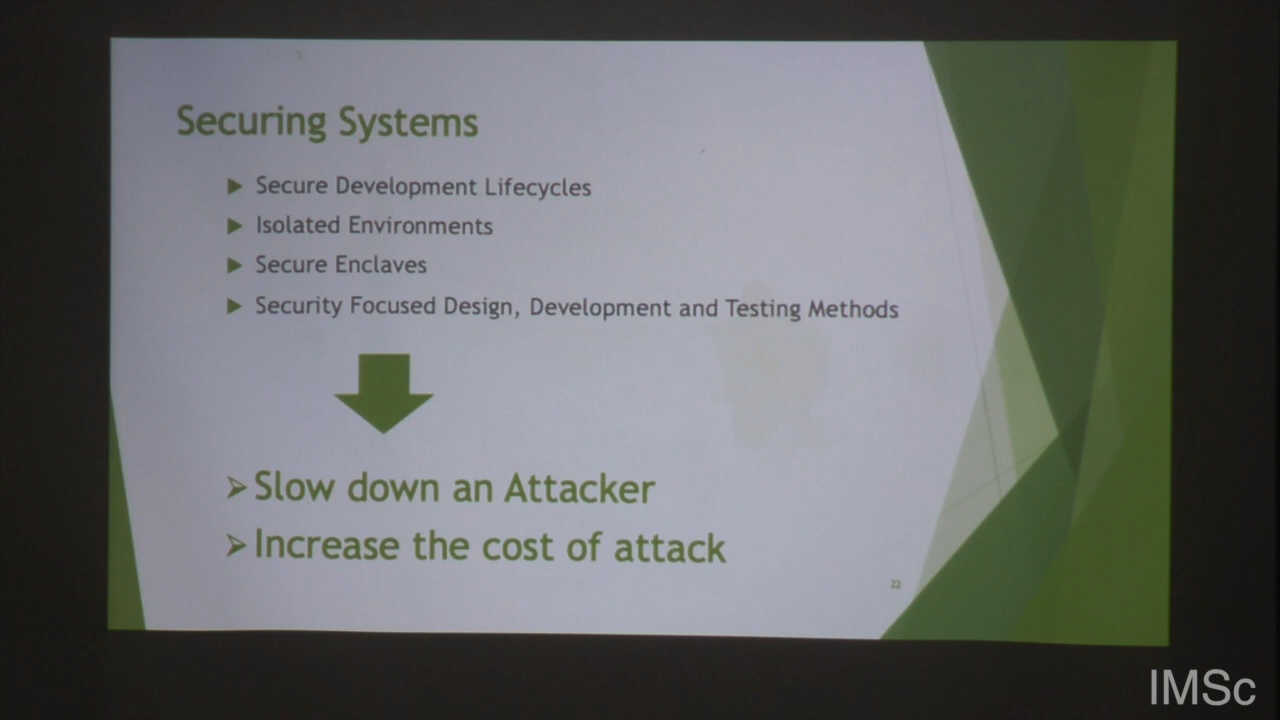 Securing Systems
Secure Development Lifecycles
Isolated Environments
Secure Enclaves
Security Focused Design, Development and Testing Methods
Slow down an Attacker
Increase the cost of attack
22
IMSc